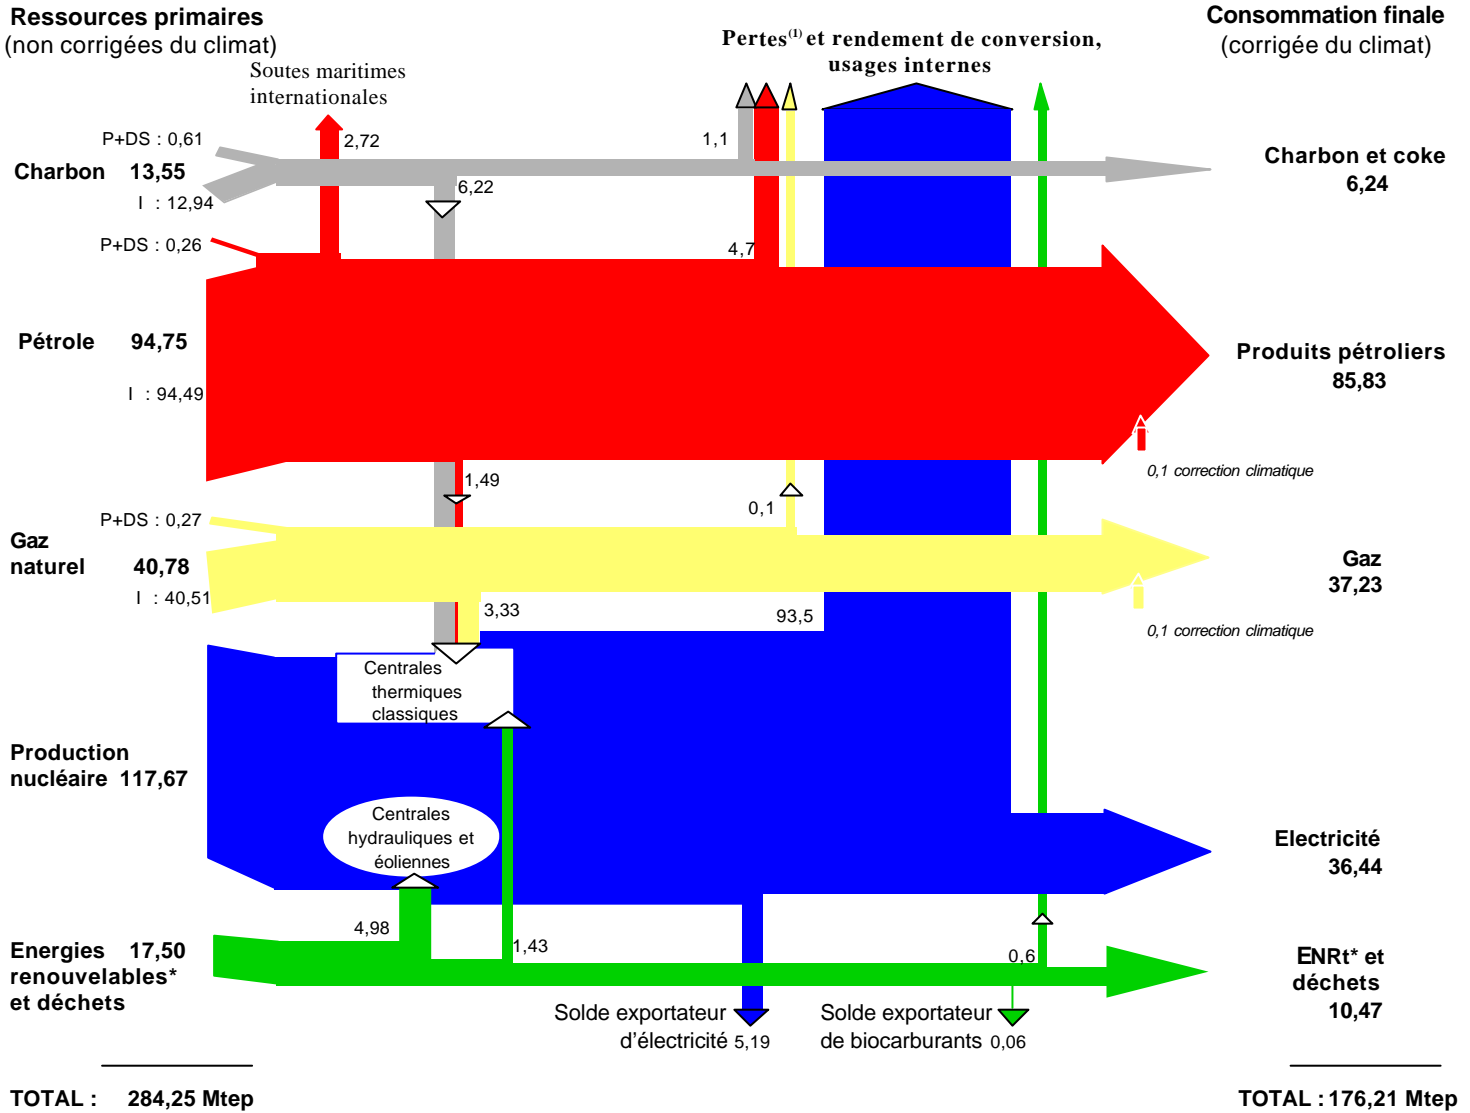 Ressources primaires
(non corrigées du climat)
Consommation finale
(corrigée du climat)
Pertes(1) et rendement de conversion,
usages internes
Soutes maritimes
internationales
P+DS : 0,61
2,72
1,1
Charbon 13,55
I : 12,94
6,22
Charbon et coke
6,24
P+DS : 0,26
4,7
Pétrole 94,75
I : 94,49
Produits pétroliers
85,83
0,1 correction climatique
1,49
0,1
P+DS : 0,27
Gaz
naturel 40,78
I : 40,51
3,33
93,5
Gaz
37,23
0,1 correction climatique
Centrales
thermiques
classiques
Production
nucléaire 117,67
Centrales
hydrauliques et
éoliennes
Electricité
36,44
4,98
1,43
0,6
Energies 17,50
renouvelables*
et déchets
ENRt* et
déchets
10,47
Solde exportateur
d'électricité 5,19
Solde exportateur
de biocarburants 0,06
TOTAL : 284,25 Mtep
TOTAL : 176,21 Mtep